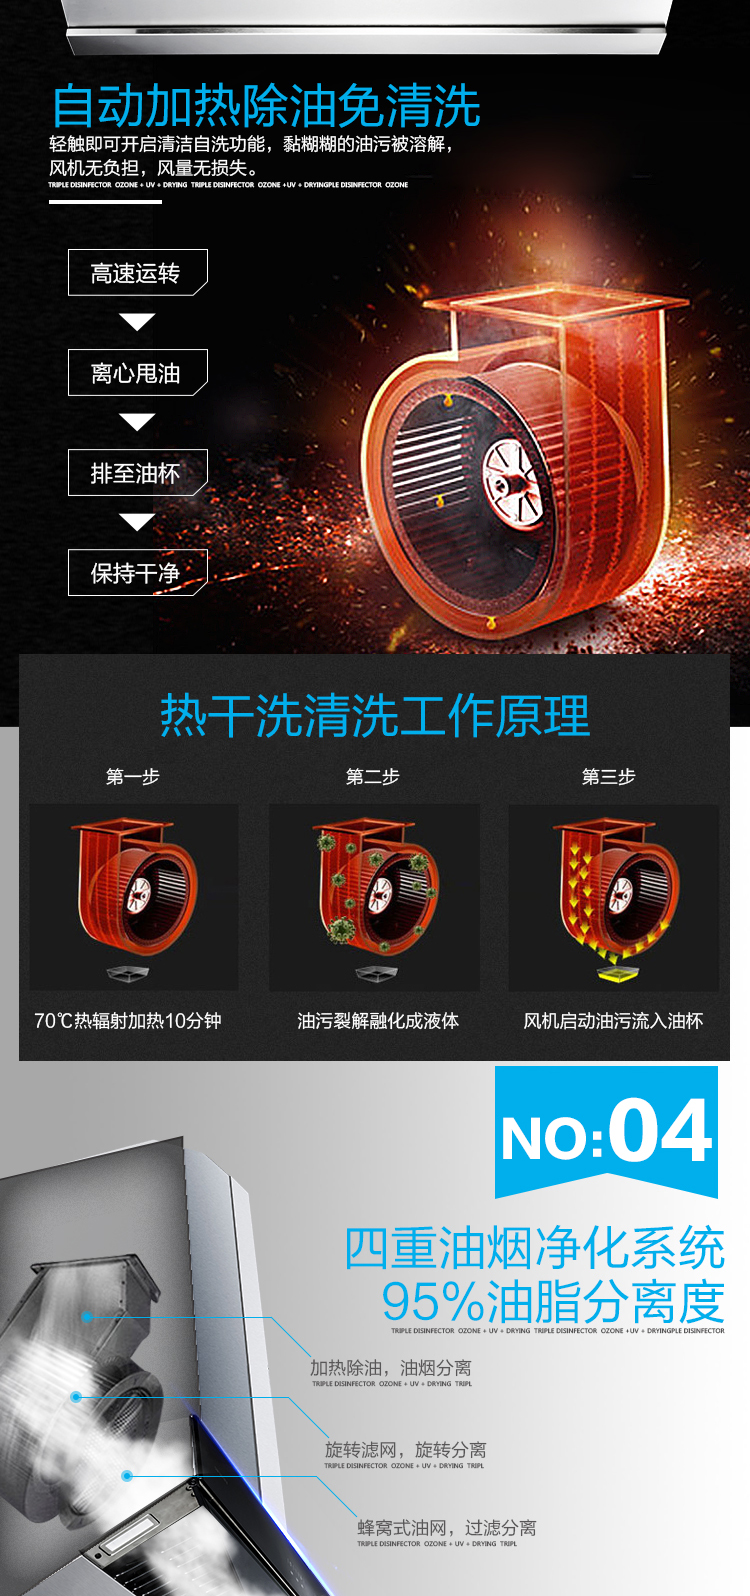 自动加热除油免清洗
轻触即可开启清洁自洗功能，黏糊糊的油污被溶解，
风机无负担，风量无损失。
TRIPLE DISINFECTOR OZONE + UV + DRYING TRIPLE DISINFECTOR OZONE +UV + DRYINGPLE DISINFECTOR OZONE
高速运转
离心甩油
排至油杯
保持干净
热干洗清洗工作原理
第一步
第二步
第三步
70℃热辐射加热10分钟
油污裂解融化成液体
风机启动油污流入油杯
NO:04
四重油烟净化系统
95%油脂分离度
TRIPLE DISINFECTOR OZONE + UV + DRYING TRIPLE DISINFECTOR OZONE +UV + DRYINGPLE DISINFECTOR
加热除油，油烟分离
TRIPLE DISINFECTOR OZONE + UV + DRYING TRIPL
旋转滤网，旋转分离
TRIPLE DISINFECTOR OZONE + UV + DRYING TRIPL
蜂窝式油网，过滤分离
TRIPLE DISINFECTOR OZONE + UV + DRYING TRIPL